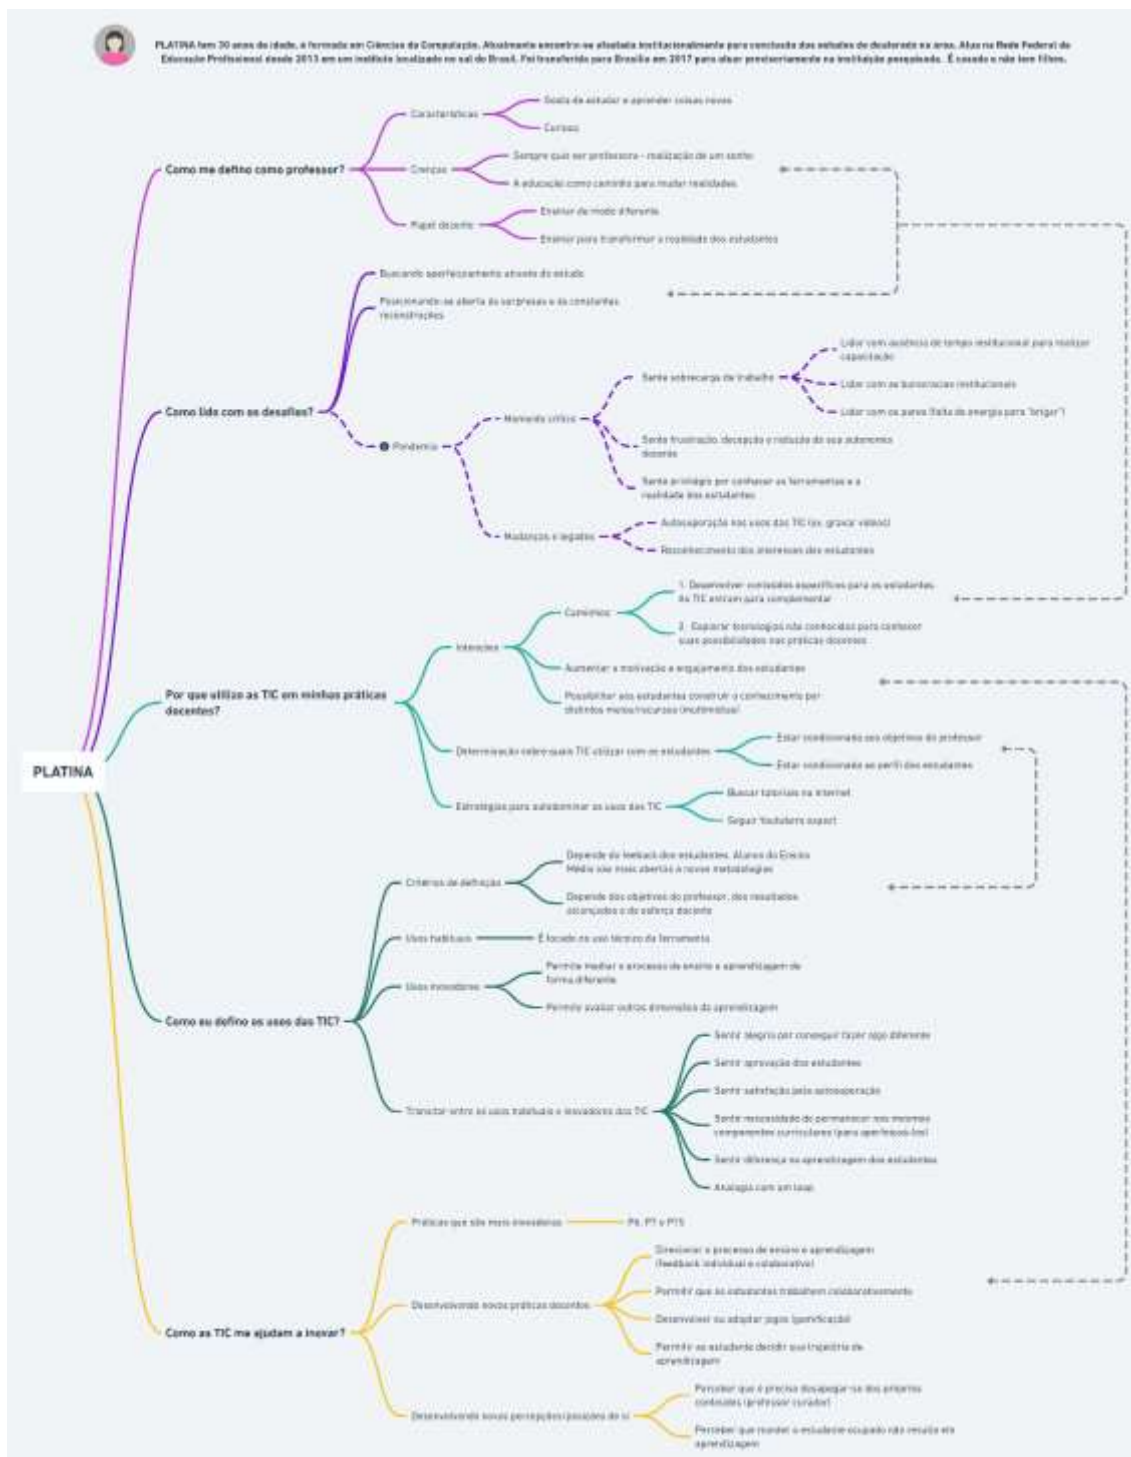 PLATINA tem 30 anos de idade, é formada em Ciências da Computação. Atualmente encontra-se afastada institucionalmente para conclusão dos estudos de doutorado na área. Atua na Rede Federal de
Educação Profissional desde 2013 em um instituto localizado no sul do Brasil. Foi transferida para Brasília em 2017 para atuar provisoriamente na instituição pesquisada. É casada e não tem filhos.
Gosta de estudar e aprender coisas novas
Características
Curiosa
Como me defino como professor?
Sempre quis ser professora - realização de um sonho
Crenças
A educação como caminho para mudar realidades
Ensinar de modo diferente
Papel docente
Ensinar para transformar a realidade dos estudantes
Buscando aperfeiçoamento através do estudo
Posicionando-se aberta às surpresas e às constantes
reconstruções
Como lido com os desafios?
Pandemia
Momento crítico
Sente sobrecarga de trabalho
Lidar com ausência de tempo institucional para realizar
capacitação
Lidar com as burocracias institucionais
Lidar com os pares (falta de energia para "brigar")
Sente frustração, decepção e redução da sua autonomia
docente
Sente privilégio por conhecer as ferramentas e a
realidade dos estudantes
Mudanças e legados
Autosuperação nos usos das TIC (ex. gravar vídeos)
Reconhecimento dos interesses dos estudantes
Por que utilizo as TIC em minhas práticas
docentes?
Intenções
Caminhos
1. Desenvolver conteúdos específicos para os estudantes.
As TIC entram para complementar
2. Explorar tecnologias não conhecidas para conhecer
suas possibilidades nas práticas docentes
Aumentar a motivação e engajamento dos estudantes
Possibilitar aos estudantes construir o conhecimento por
distintos meios/recursos (multimídias)
Determinação sobre quais TIC utilizar com os estudantes
Estar condicionada aos objetivos do professor
Estar condicionada ao perfil dos estudantes
Estratégias para autodominar os usos das TIC
Buscar tutoriais na internet
Seguir Youtubers expert
PLATINA
Como eu defino os usos das TIC?
Critérios de definição
Depende do feeback dos estudantes. Alunos do Ensino
Médio são mais abertos a novas metodologias
Depende dos objetivos do professor, dos resultados
alcançados e do esforço docente
Usos habituais
É focado no uso técnico da ferramenta
Usos inovadores
Permite mediar o processo de ensino e aprendizagem de
forma diferente
Permite avaliar outras dimensões da aprendizagem
Transitar entre os usos habituais e inovadores das TIC
Sentir alegria por conseguir fazer algo diferente
Sentir aprovação dos estudantes
Sentir satisfação pela autosuperação
Sentir necessidade de permanecer nos mesmos
componentes curriculares (para aperfeiçoá-los)
Sentir diferença na aprendizagem dos estudantes
Analogia com um loop
Como as TIC me ajudam a inovar?
Práticas que são mais inovadoras
P6, P7 e P15
Desenvolvendo novas práticas docentes
Direcionar o processo de ensino e aprendizagem
(feedback individual e colaborativo)
Permitir que os estudantes trabalhem colaborativamente
Desenvolver ou adaptar jogos (gamificação)
Permitir ao estudante decidir sua trajetória de
aprendizagem
Desenvolvendo novas percepções/posições de si
Perceber que é preciso desapegar-se dos próprios
conteúdos (professor curador)
Perceber que manter o estudante ocupado não resulta em
aprendizagem